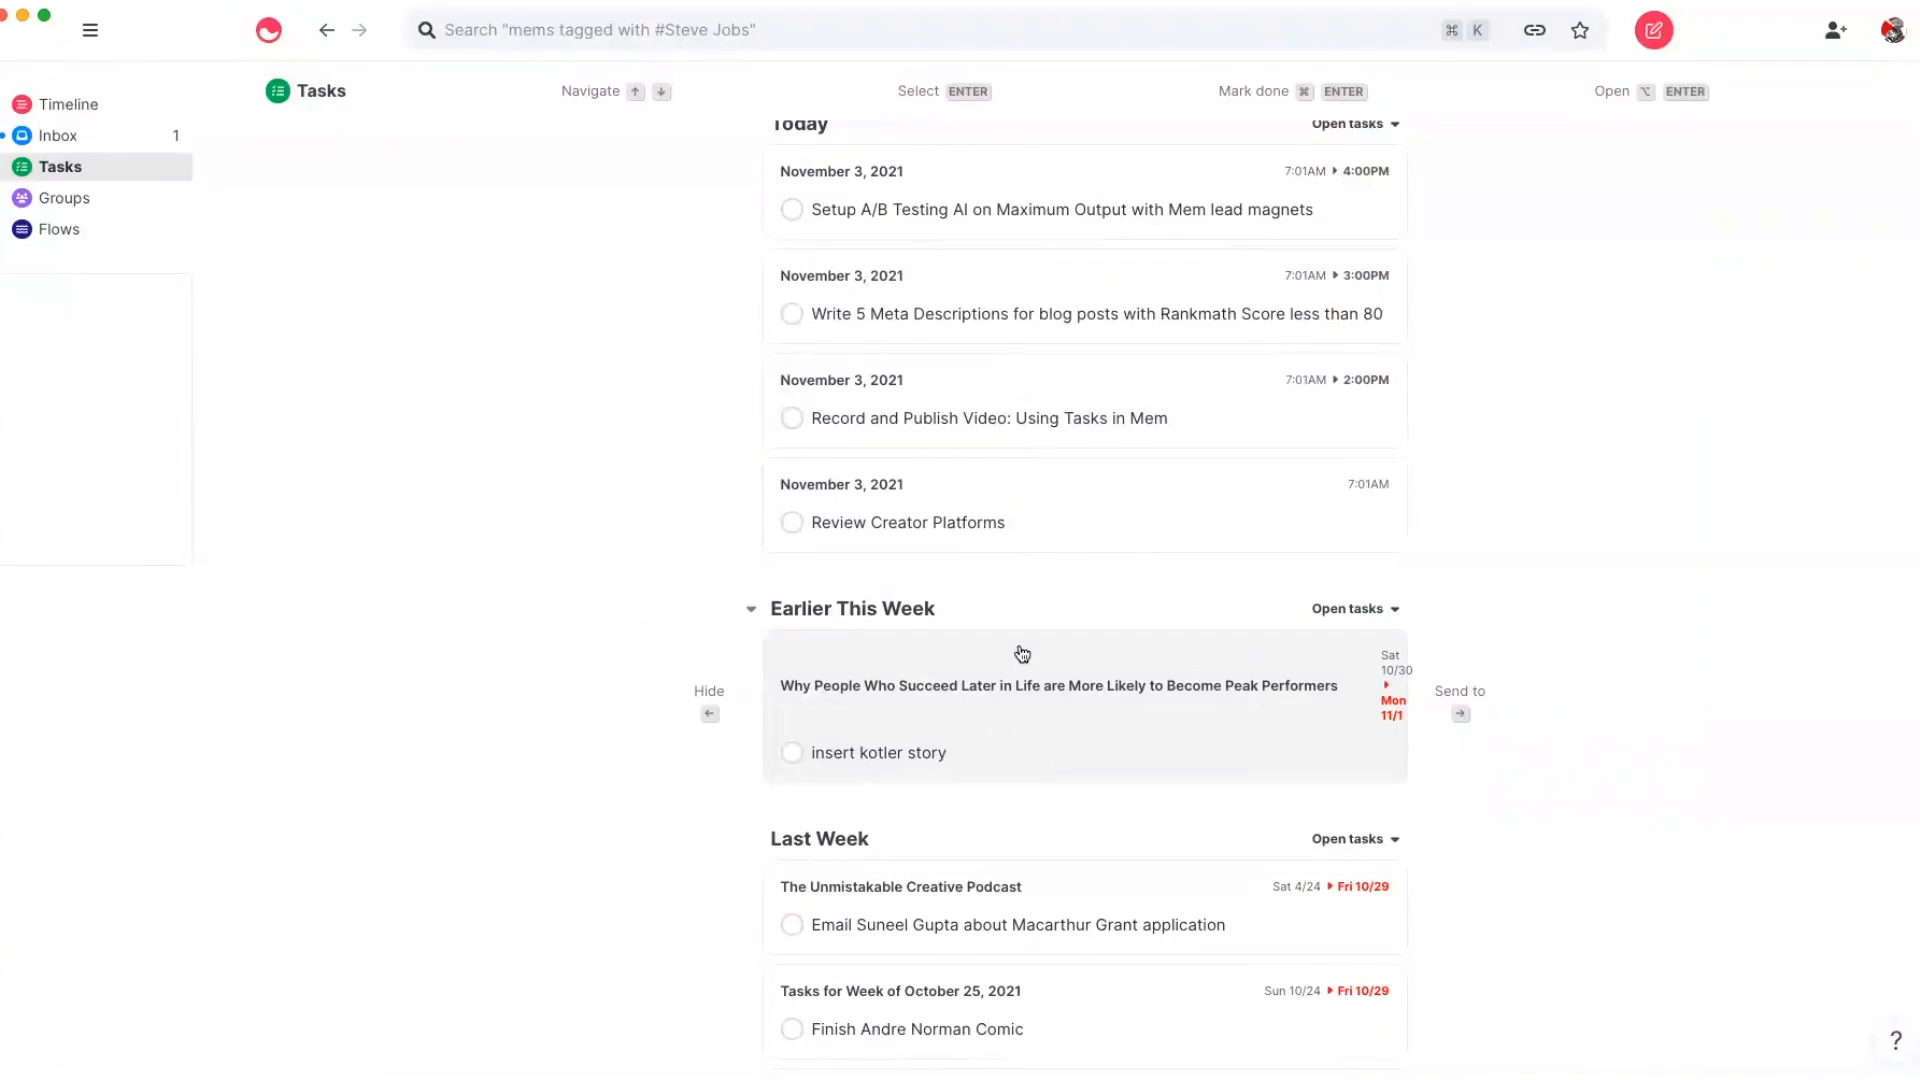 Search "mems tagged with #Steve Jobs"
⌘ K
Timeline
Inbox 1
Tasks
Groups
Flows
Tasks
Navigate ↑ ↓
Select ENTER
Mark done ⌘ ENTER
Open ⌥ ENTER
Today
Open tasks
November 3, 2021
7:01AM 4:00PM
Setup A/B Testing AI on Maximum Output with Mem lead magnets
November 3, 2021
7:01AM 3:00PM
Write 5 Meta Descriptions for blog posts with Rankmath Score less than 80
November 3, 2021
7:01AM 2:00PM
Record and Publish Video: Using Tasks in Mem
November 3, 2021
7:01AM
Review Creator Platforms
Earlier This Week
Open tasks
Hide
←
Why People Who Succeed Later in Life are More Likely to Become Peak Performers
Sat
10/30
Mon
11/1
insert kotler story
Send to
→
Last Week
Open tasks
The Unmistakable Creative Podcast
Sat 4/24 Fri 10/29
Email Suneel Gupta about Macarthur Grant application
Tasks for Week of October 25, 2021
Sun 10/24 Fri 10/29
Finish Andre Norman Comic
?